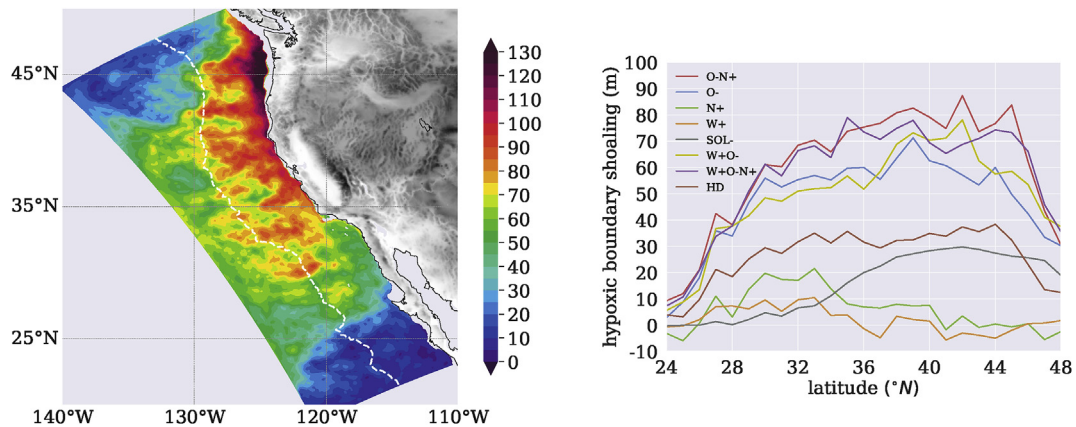 45°N
35°N
25°N
140°W
130°W
120°W
110°W
130
120
110
100
90
80
70
60
50
40
30
20
10
0
hypoxic boundary shoaling (m)
100
90
80
70
60
50
40
30
20
10
0
-10
O-N+
O-
N+
W+
SOL-
W+O-
W+O-N+
HD
24
28
32
36
40
44
48
latitude (°N)